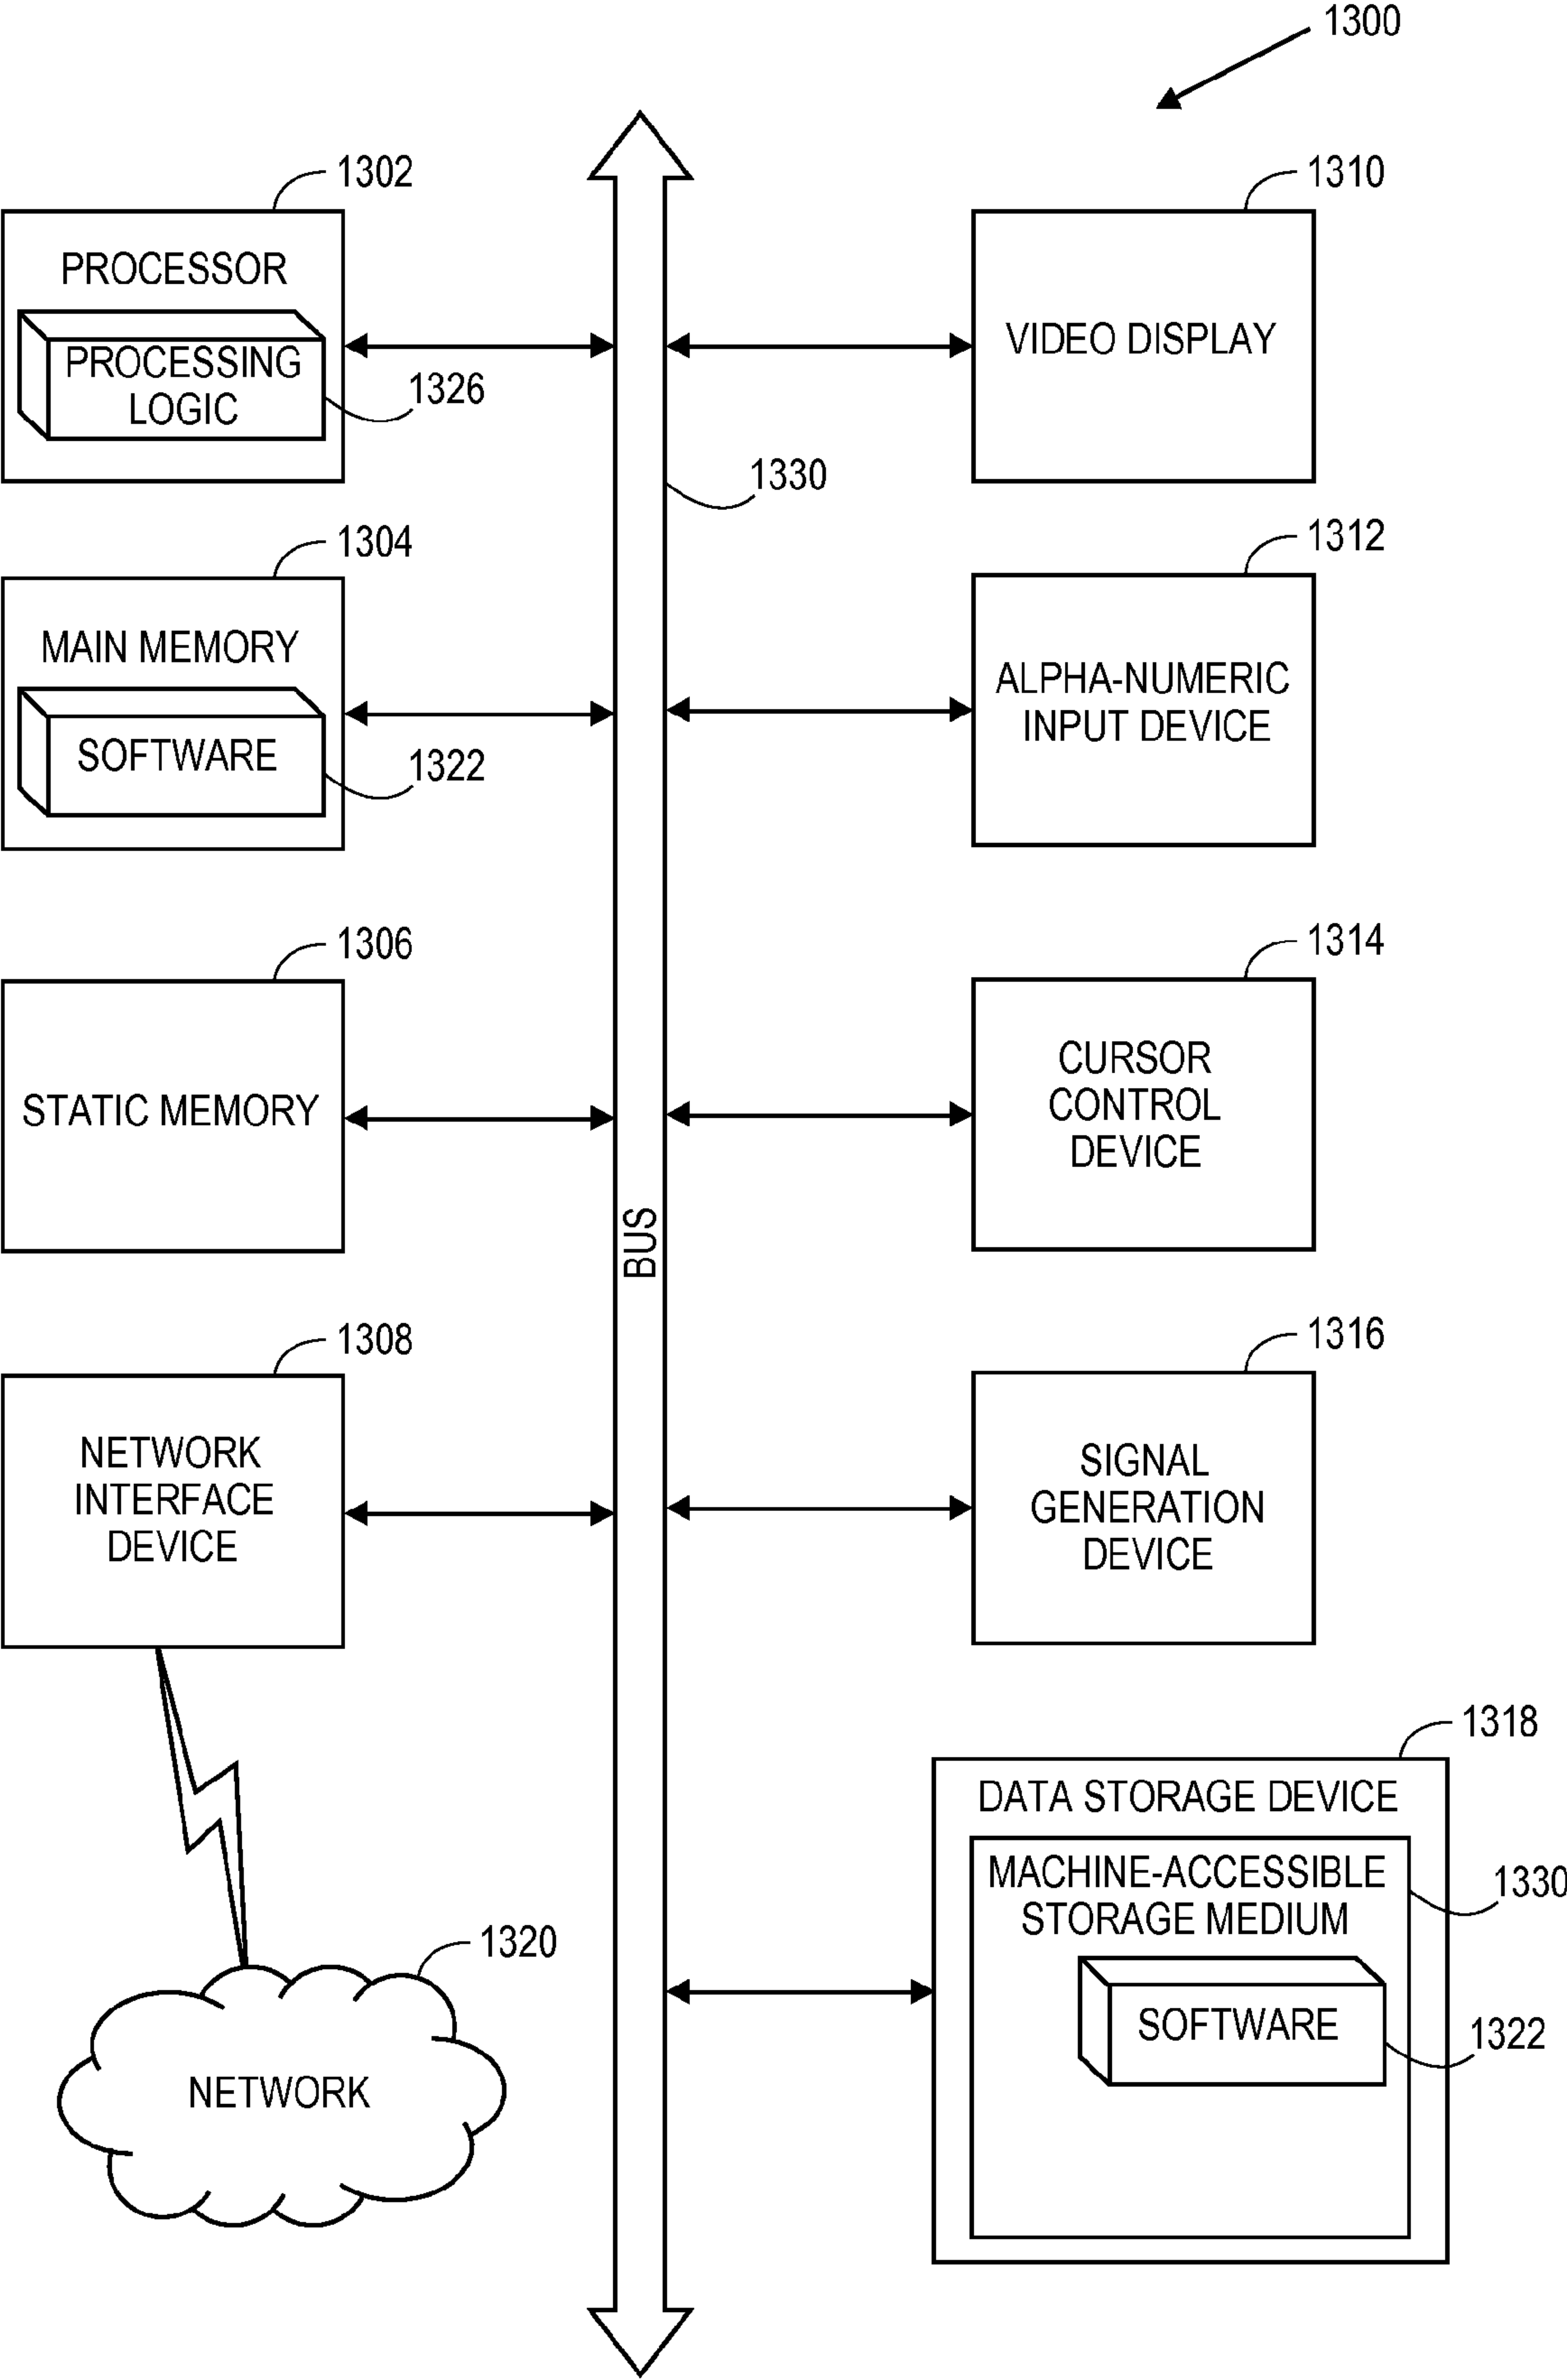 1300
1302
PROCESSOR
PROCESSING
LOGIC
1326
1310
VIDEO DISPLAY
1330
1304
MAIN MEMORY
SOFTWARE
1322
1312
ALPHA-NUMERIC
INPUT DEVICE
1306
STATIC MEMORY
1314
CURSOR
CONTROL
DEVICE
BUS
1308
NETWORK
INTERFACE
DEVICE
1316
SIGNAL
GENERATION
DEVICE
1318
DATA STORAGE DEVICE
MACHINE-ACCESSIBLE
STORAGE MEDIUM
1330
SOFTWARE
1322
1320
NETWORK